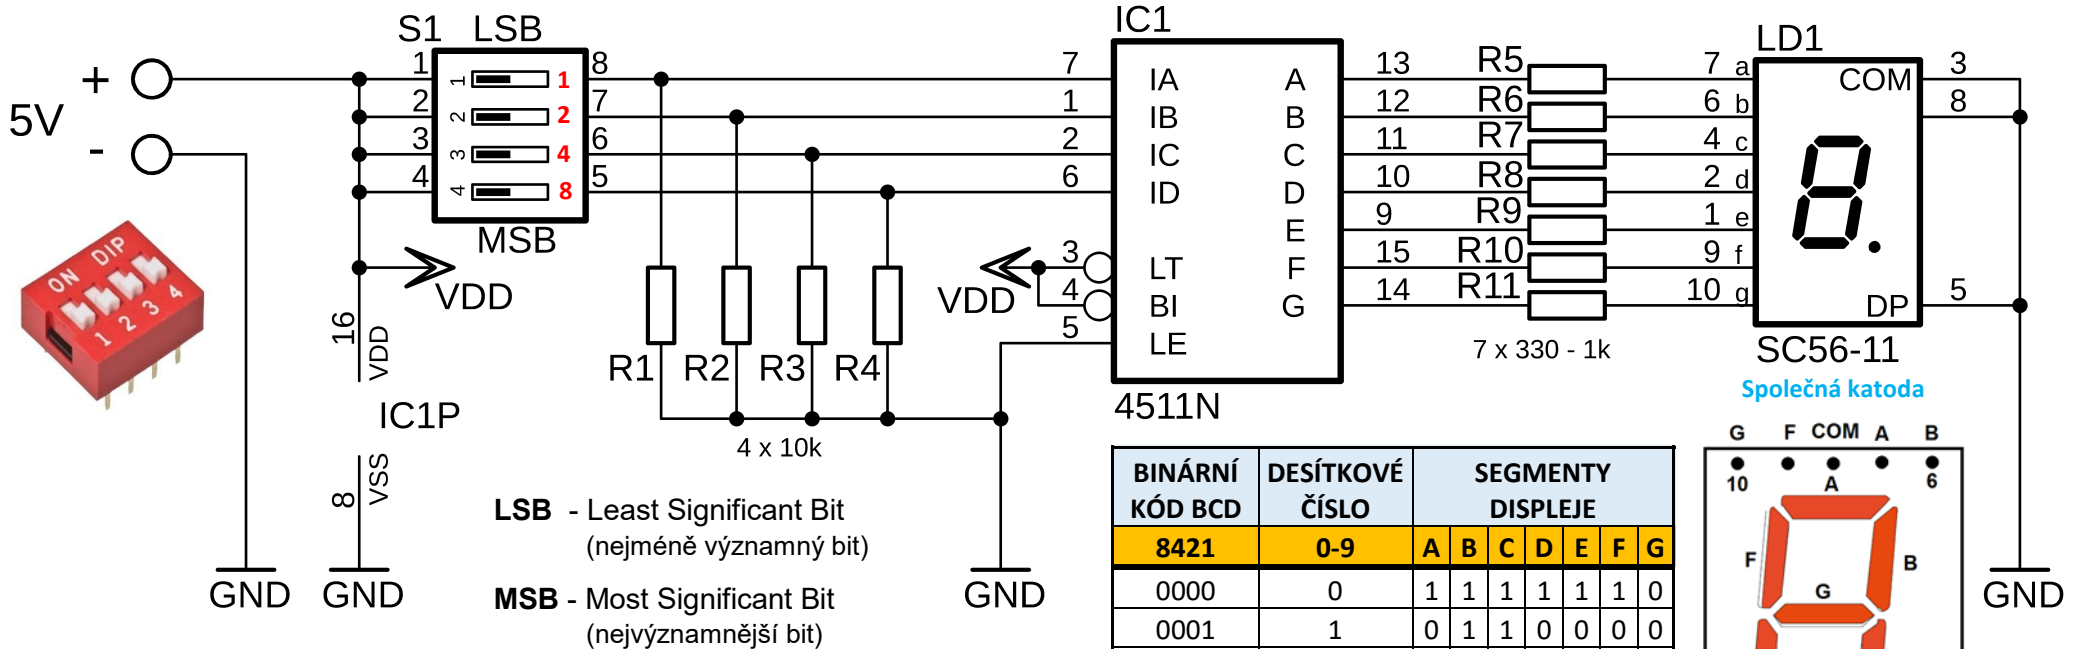 S1 LSB
IC1
LD1
+
5V
-
1 8
2 7
3 6
4 5
1 1
2 2
3 4
4 8
MSB
VDD
16 VDD
IC1P
8 VSS
GND
GND
ON DIP
1 2 3 4
R1 R2 R3 R4
4 x 10k
VDD
7 IA A 13 R5 7 a
1 IB B 12 R6 6 b
2 IC C 11 R7 4 c
6 ID D 10 R8 2 d
E 9 R9 1 e
3 LT F 15 R10 9 f
4 BI G 14 R11 10 g
5 LE
4511N
7 x 330 - 1k
COM 3
8
DP 5
SC56-11
Společná katoda
GND
GND
LSB - Least Significant Bit
(nejméně významný bit)
MSB - Most Significant Bit
(nejvýznamnější bit)
BINÁRNÍ KÓD BCD DESÍTKOVÉ ČÍSLO SEGMENTY DISPLEJE
8421 0-9 A B C D E F G
0000 0 1 1 1 1 1 1 0
0001 1 0 1 1 0 0 0 0
G F COM A B
10 A 6
F B
G